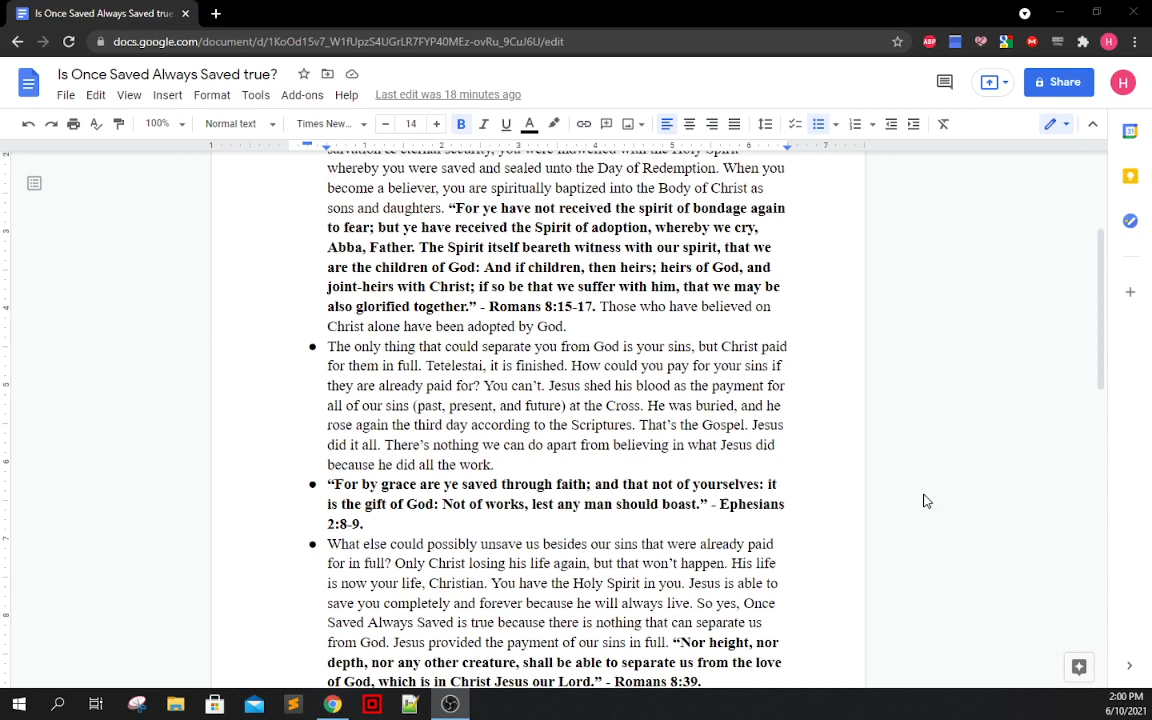 Is Once Saved Always Saved true
docs.google.com/document/d/1KoOd15v7_W1fUpzS4UGrLR7FYP40MEz-ovRu_9CuJ6U/edit
ABP
H
Is Once Saved Always Saved true?
File Edit View Insert Format Tools Add-ons Help Last edit was 18 minutes ago
Share
H
100% Normal text Times New... 14 B I U A
1 1 2 3 4 5 6 7
whereby you were saved and sealed unto the Day of Redemption. When you
become a believer, you are spiritually baptized into the Body of Christ as
sons and daughters. “For ye have not received the spirit of bondage again
to fear; but ye have received the Spirit of adoption, whereby we cry,
Abba, Father. The Spirit itself beareth witness with our spirit, that we
are the children of God: And if children, then heirs; heirs of God, and
joint-heirs with Christ; if so be that we suffer with him, that we may be
also glorified together.” - Romans 8:15-17. Those who have believed on
Christ alone have been adopted by God.
● The only thing that could separate you from God is your sins, but Christ paid
for them in full. Tetelestai, it is finished. How could you pay for your sins if
they are already paid for? You can’t. Jesus shed his blood as the payment for
all of our sins (past, present, and future) at the Cross. He was buried, and he
rose again the third day according to the Scriptures. That’s the Gospel. Jesus
did it all. There’s nothing we can do apart from believing in what Jesus did
because he did all the work.
● “For by grace are ye saved through faith; and that not of yourselves: it
is the gift of God: Not of works, lest any man should boast.” - Ephesians
2:8-9.
● What else could possibly unsave us besides our sins that were already paid
for in full? Only Christ losing his life again, but that won’t happen. His life
is now your life, Christian. You have the Holy Spirit in you. Jesus is able to
save you completely and forever because he will always live. So yes, Once
Saved Always Saved is true because there is nothing that can separate us
from God. Jesus provided the payment of our sins in full. “Nor height, nor
depth, nor any other creature, shall be able to separate us from the love
of God, which is in Christ Jesus our Lord.” - Romans 8:39.
2:00 PM
6/10/2021